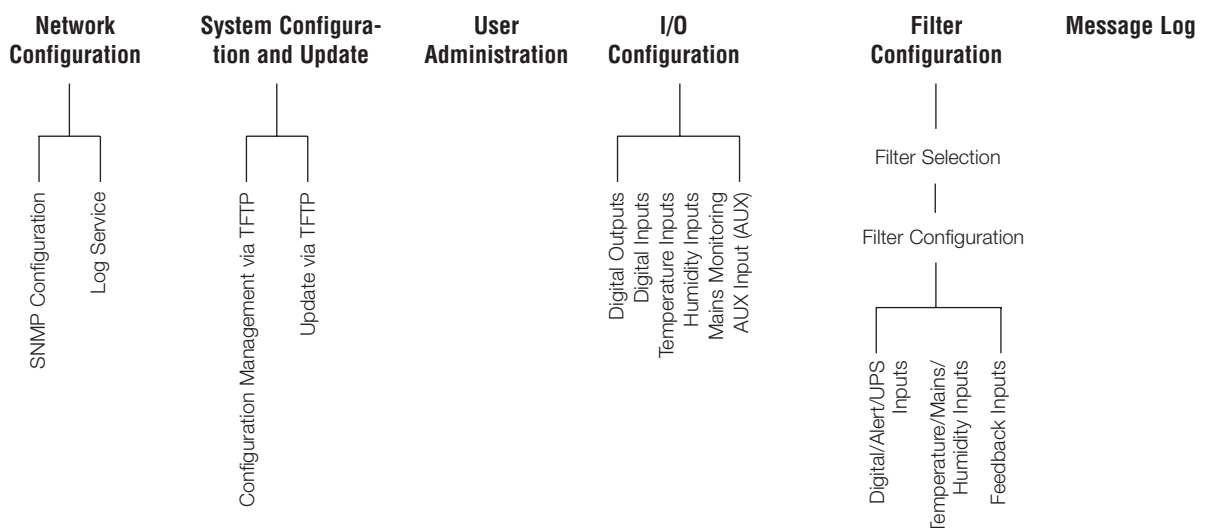 Network
Configuration
System Configura-
tion and Update
User
Administration
I/O
Configuration
Filter
Configuration
Message Log
SNMP Configuration
Log Service
Configuration Management via TFTP
Update via TFTP
Digital Outputs
Digital Inputs
Temperature Inputs
Humidity Inputs
Mains Monitoring
AUX Input (AUX)
Filter Selection
Filter Configuration
Digital/Alert/UPS
Inputs
Temperature/Mains/
Humidity Inputs
Feedback Inputs